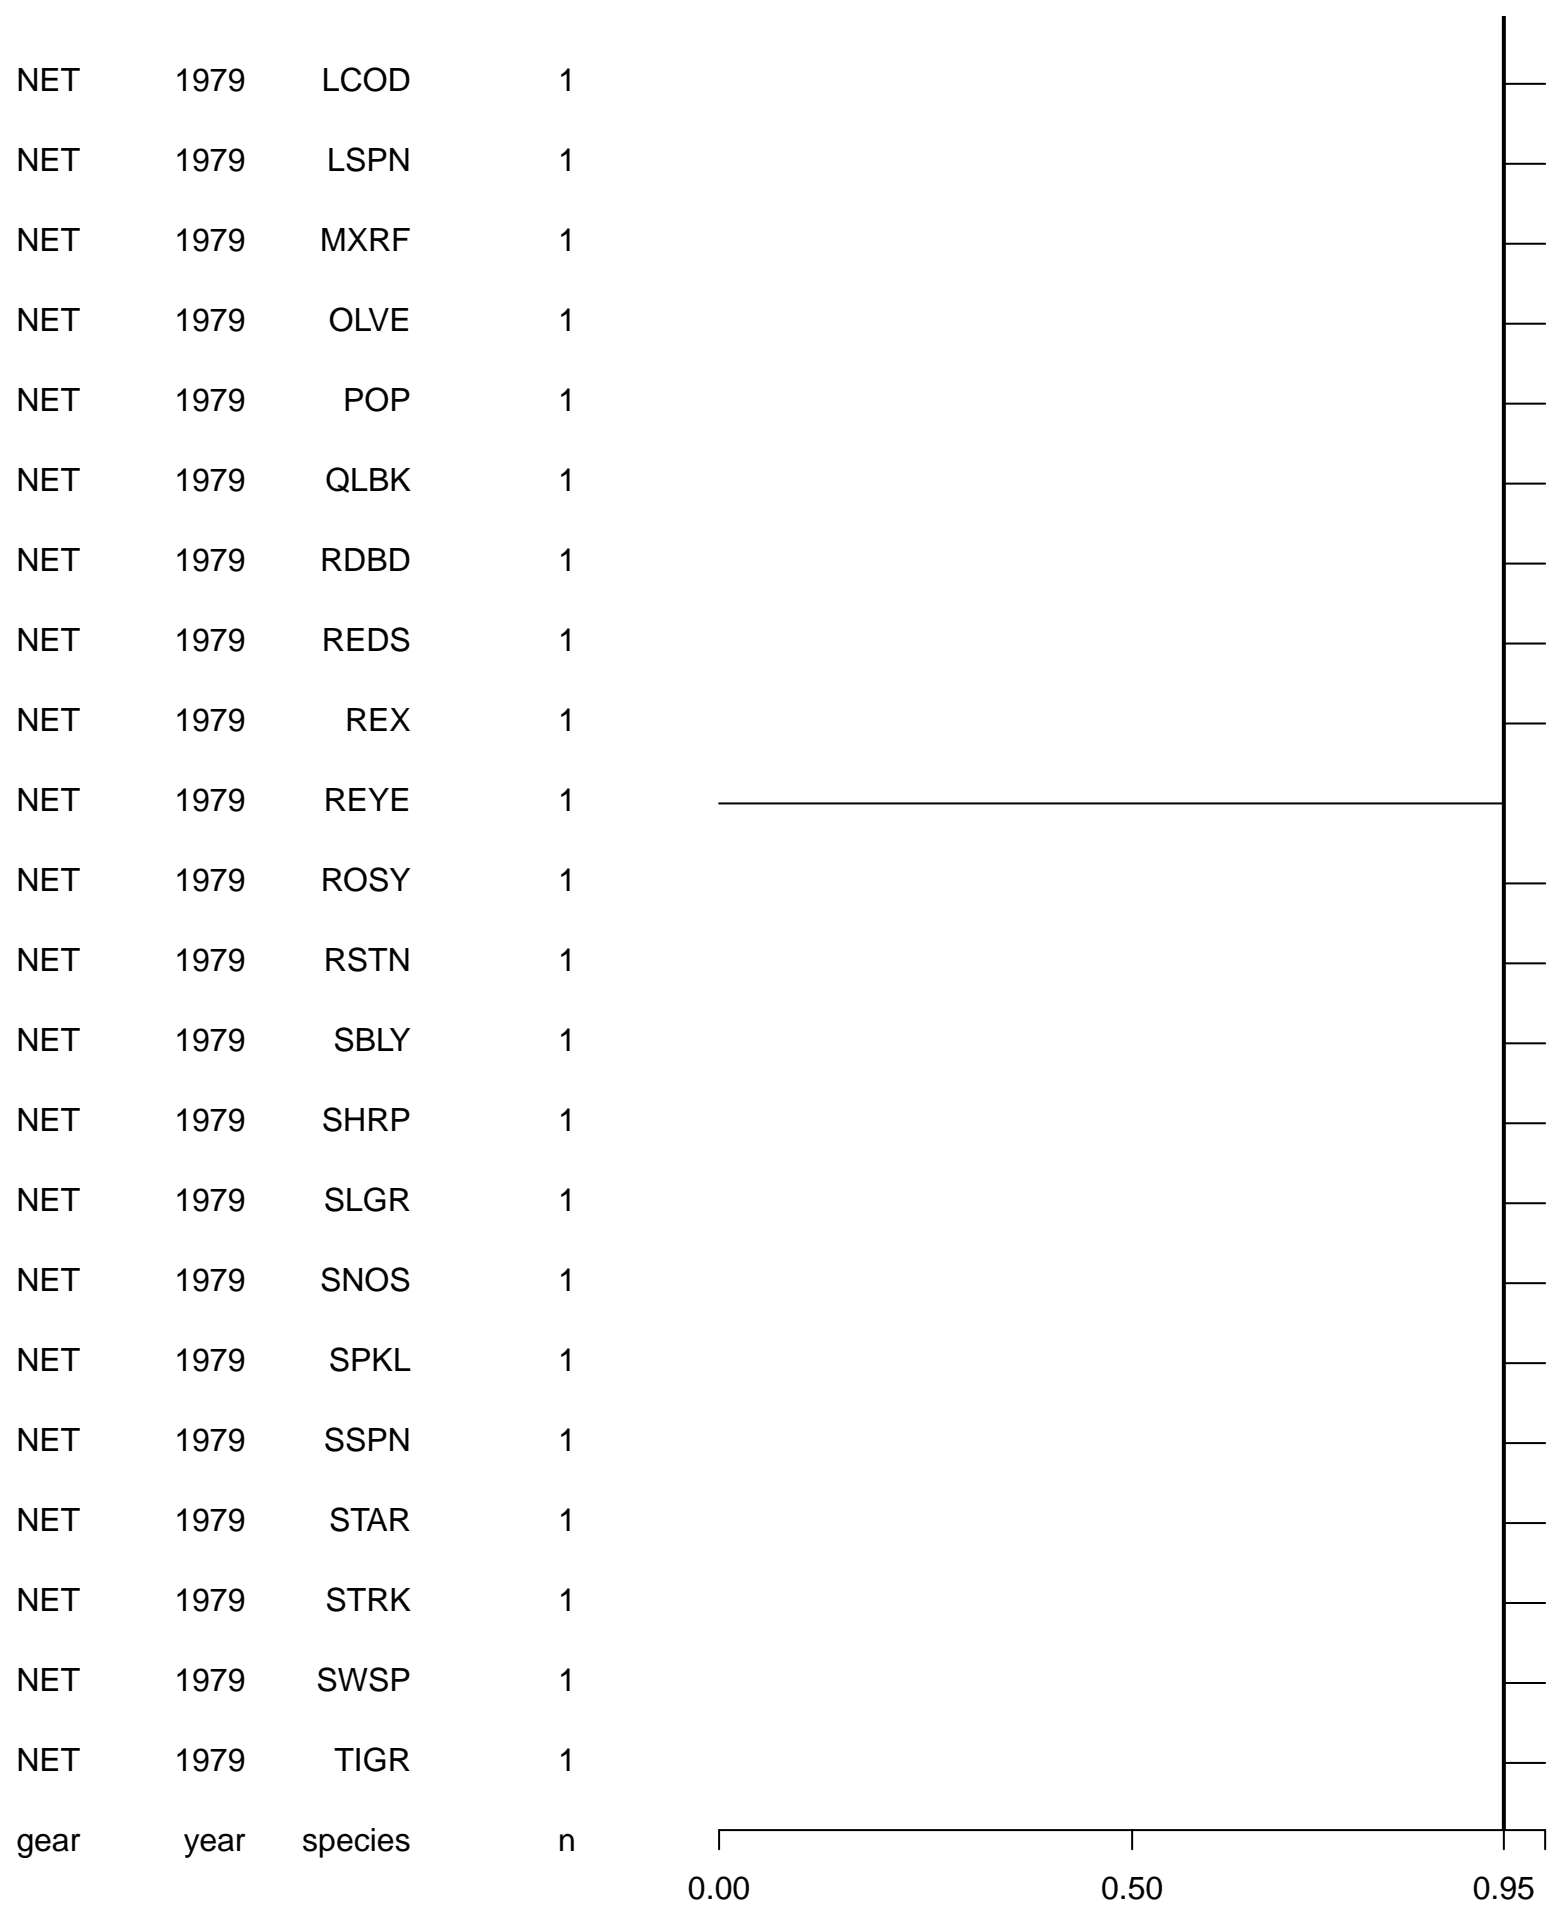 NET 1979 LCOD 1
NET 1979 LSPN 1
NET 1979 MXRF 1
NET 1979 OLVE 1
NET 1979 POP 1
NET 1979 QLBK 1
NET 1979 RDBD 1
NET 1979 REDS 1
NET 1979 REX 1
NET 1979 REYE 1
NET 1979 ROSY 1
NET 1979 RSTN 1
NET 1979 SBLY 1
NET 1979 SHRP 1
NET 1979 SLGR 1
NET 1979 SNOS 1
NET 1979 SPKL 1
NET 1979 SSPN 1
NET 1979 STAR 1
NET 1979 STRK 1
NET 1979 SWSP 1
NET 1979 TIGR 1
gear year species n
0.00 0.50 0.95